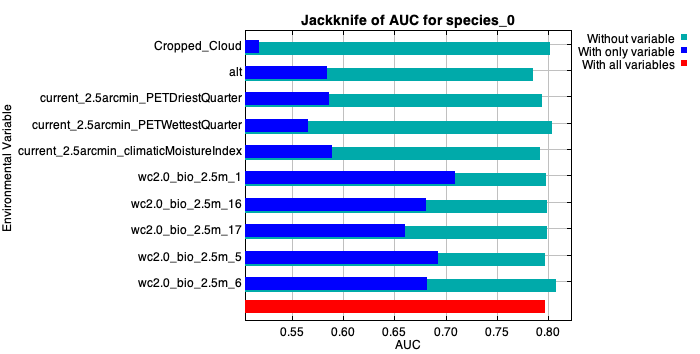 Jackknife of AUC for species_0
Without variable
With only variable
With all variables
Environmental Variable
Cropped_Cloud
alt
current_2.5arcmin_PETDriestQuarter
current_2.5arcmin_PETWettestQuarter
current_2.5arcmin_climaticMoistureIndex
wc2.0_bio_2.5m_1
wc2.0_bio_2.5m_16
wc2.0_bio_2.5m_17
wc2.0_bio_2.5m_5
wc2.0_bio_2.5m_6
0.55 0.60 0.65 0.70 0.75 0.80
AUC